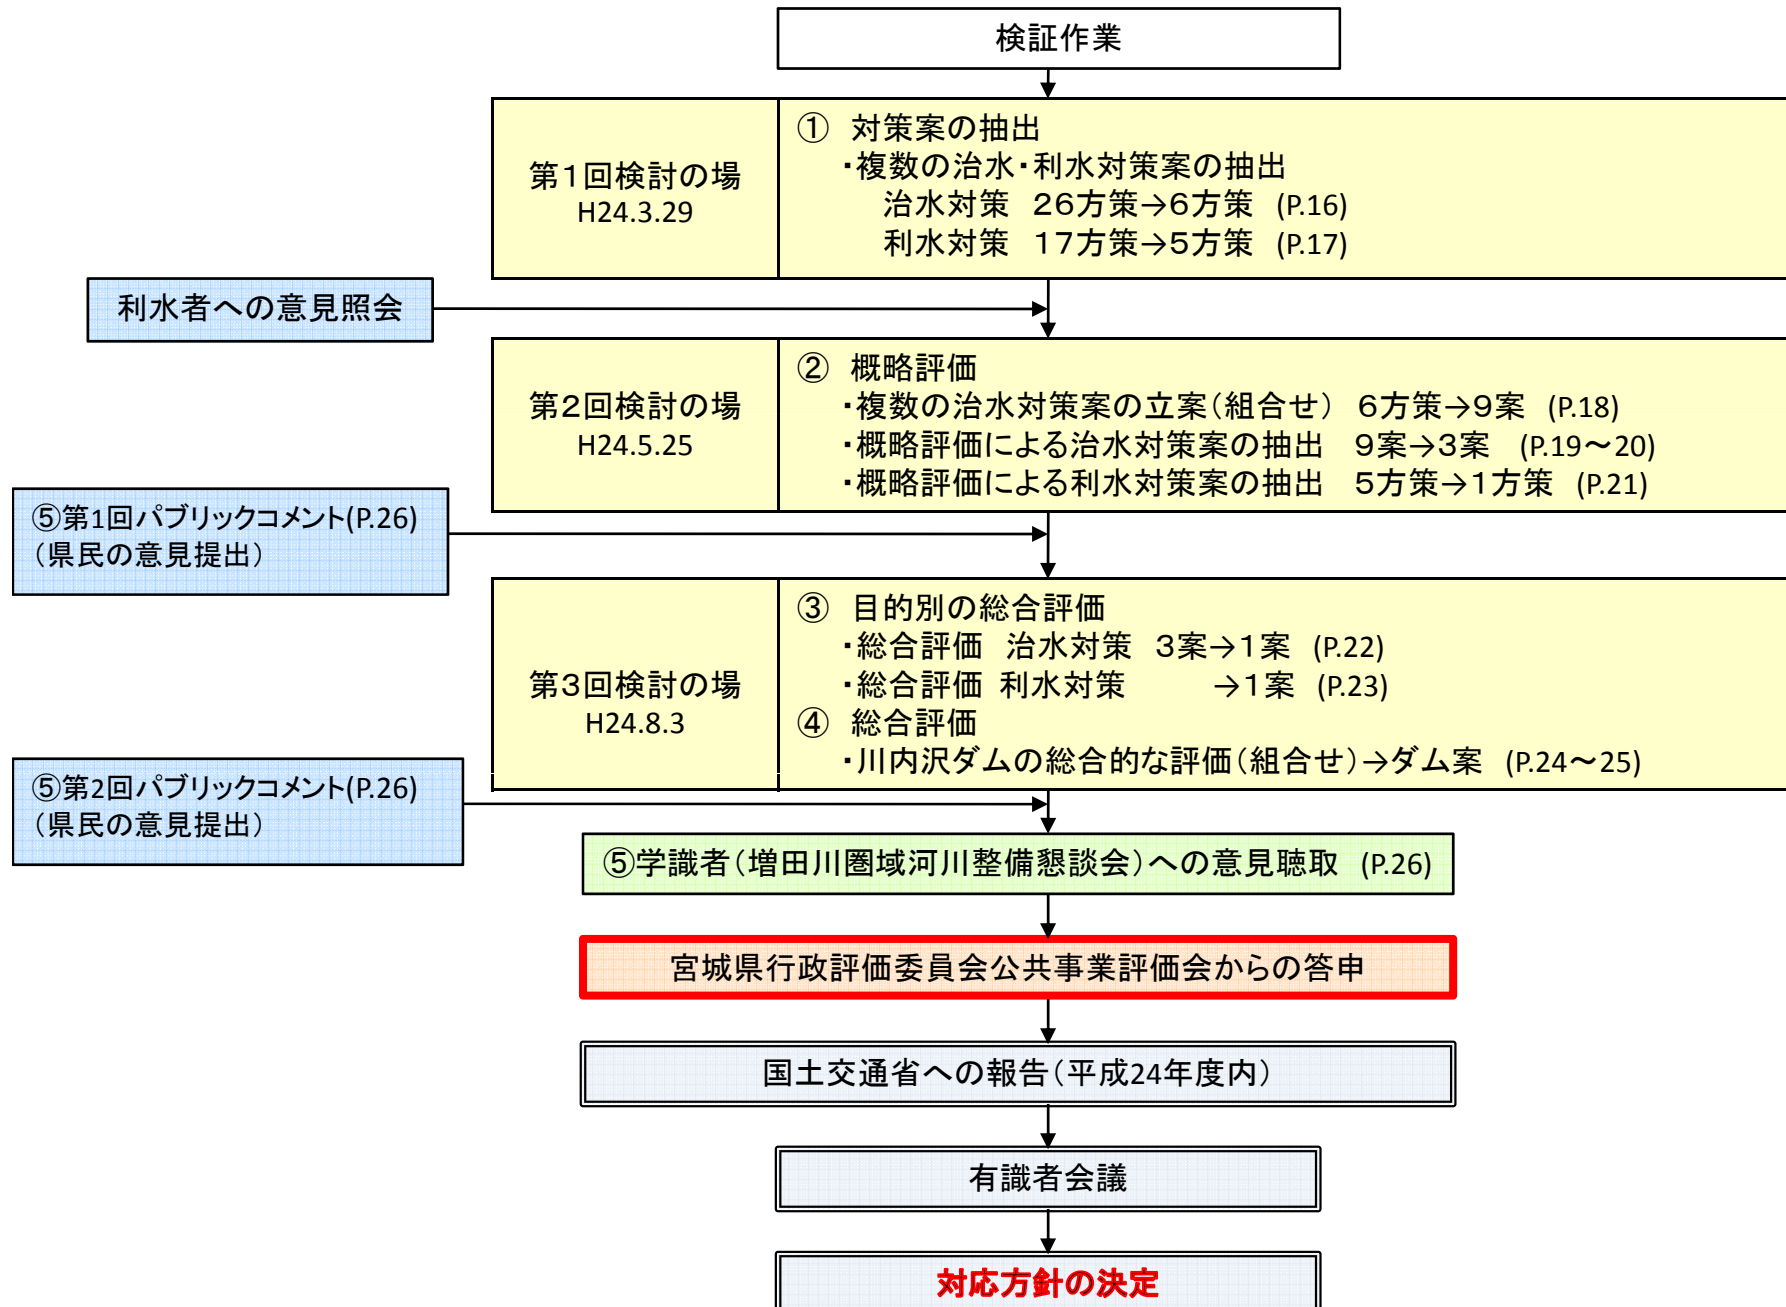 検証作業
第1回検討の場
H24.3.29
① 対策案の抽出
・複数の治水・利水対策案の抽出
治水対策 26方策→6方策 (P.16)
利水対策 17方策→5方策 (P.17)
利水者への意見照会
第2回検討の場
H24.5.25
② 概略評価
・複数の治水対策案の立案(組合せ) 6方策→9案 (P.18)
・概略評価による治水対策案の抽出 9案→3案 (P.19～20)
・概略評価による利水対策案の抽出 5方策→1方策 (P.21)
⑤第1回パブリックコメント(P.26)
(県民の意見提出)
第3回検討の場
H24.8.3
③ 目的別の総合評価
・総合評価 治水対策 3案→1案 (P.22)
・総合評価 利水対策 →1案 (P.23)
④ 総合評価
・川内沢ダムの総合的な評価(組合せ)→ダム案 (P.24～25)
⑤第2回パブリックコメント(P.26)
(県民の意見提出)
⑤学識者(増田川圏域河川整備懇談会)への意見聴取 (P.26)
宮城県行政評価委員会公共事業評価会からの答申
国土交通省への報告(平成24年度内)
有識者会議
対応方針の決定